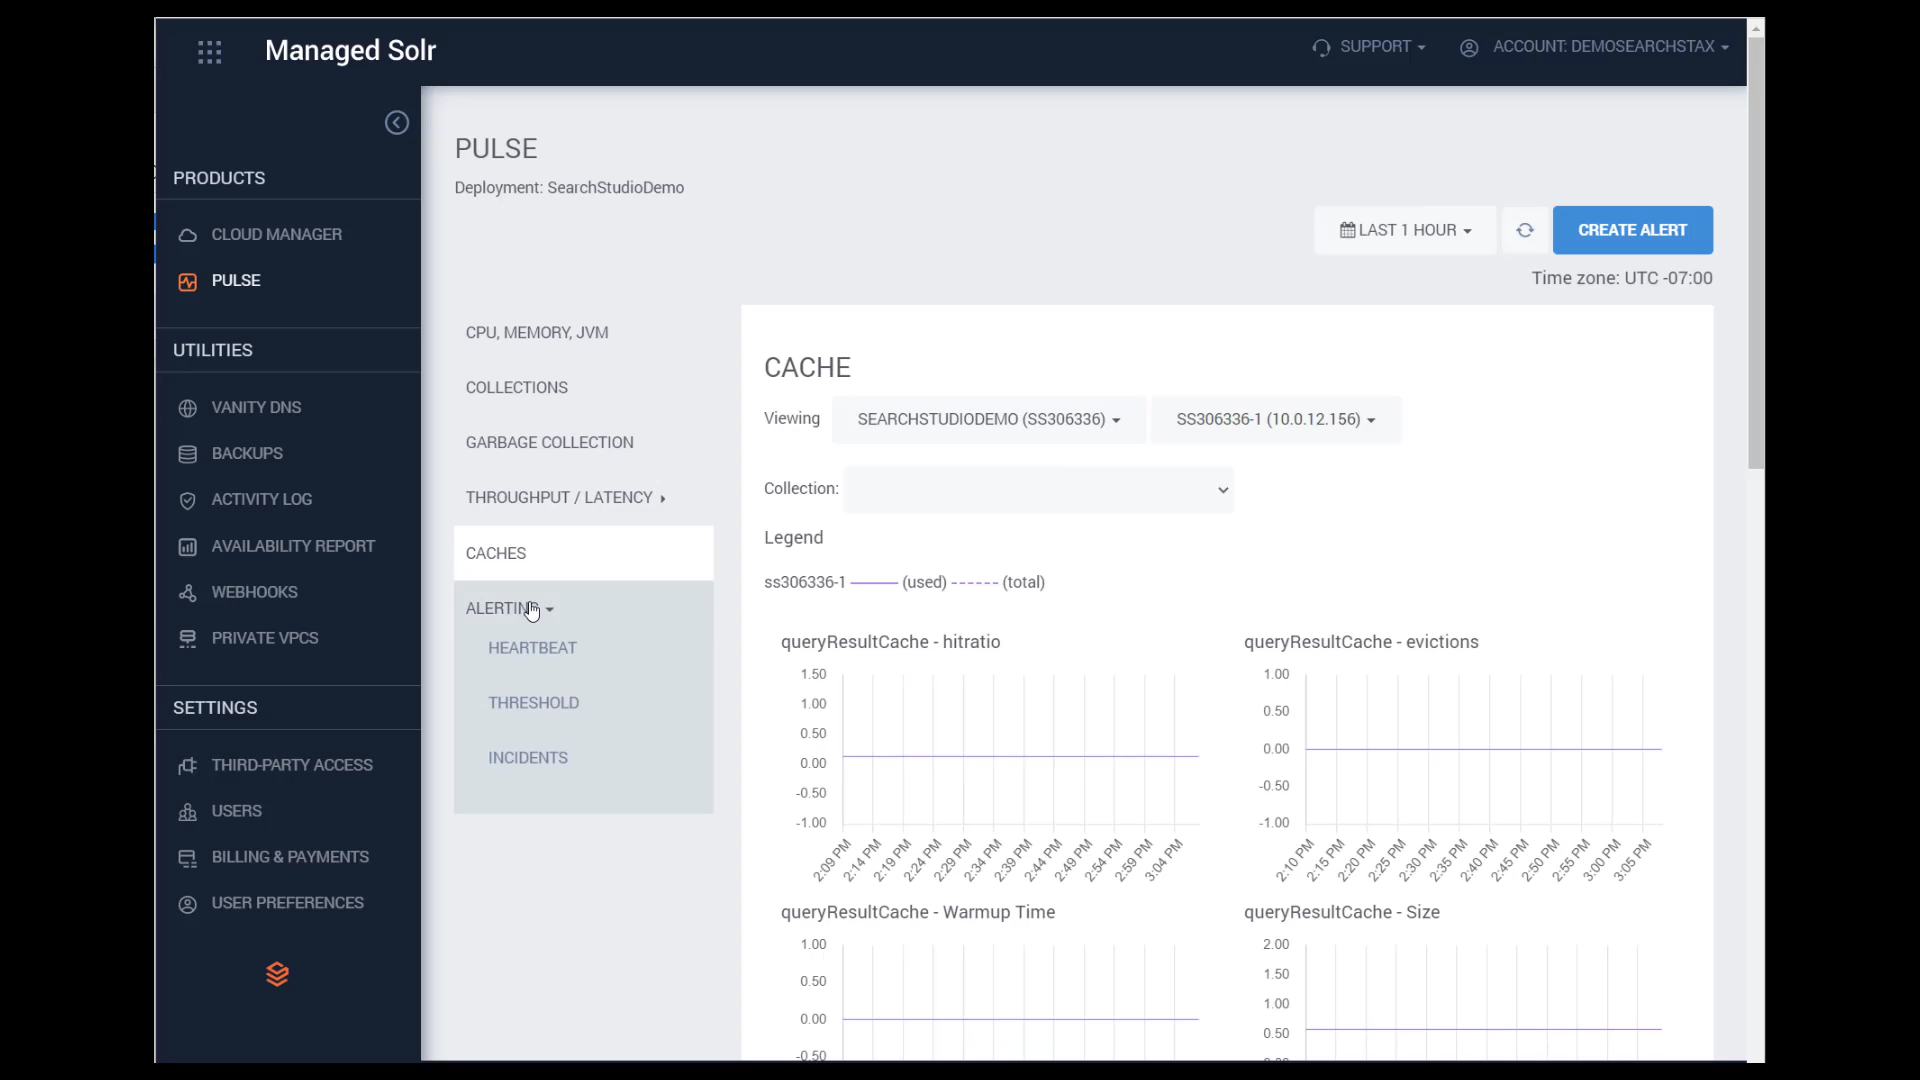 Managed Solr
SUPPORT
ACCOUNT: DEMOSEARCHSTAX
PRODUCTS
CLOUD MANAGER
PULSE
UTILITIES
VANITY DNS
BACKUPS
ACTIVITY LOG
AVAILABILITY REPORT
WEBHOOKS
PRIVATE VPCS
SETTINGS
THIRD-PARTY ACCESS
USERS
BILLING & PAYMENTS
USER PREFERENCES
PULSE
Deployment: SearchStudioDemo
LAST 1 HOUR
CREATE ALERT
Time zone: UTC -07:00
CPU, MEMORY, JVM
COLLECTIONS
GARBAGE COLLECTION
THROUGHPUT / LATENCY
CACHES
ALERTING
HEARTBEAT
THRESHOLD
INCIDENTS
CACHE
Viewing SEARCHSTUDIODEMO (SS306336) SS306336-1 (10.0.12.156)
Collection:
Legend
ss306336-1 (used) (total)
queryResultCache - hitratio
1.50
1.00
0.50
0.00
-0.50
-1.00
2:09 PM 2:14 PM 2:19 PM 2:24 PM 2:29 PM 2:34 PM 2:39 PM 2:44 PM 2:49 PM 2:54 PM 2:59 PM 3:04 PM
queryResultCache - evictions
1.00
0.50
0.00
-0.50
-1.00
2:10 PM 2:15 PM 2:20 PM 2:25 PM 2:30 PM 2:35 PM 2:40 PM 2:45 PM 2:50 PM 2:55 PM 3:00 PM 3:05 PM
queryResultCache - Warmup Time
1.00
0.50
0.00
-0.50
queryResultCache - Size
2.00
1.50
1.00
0.50
0.00